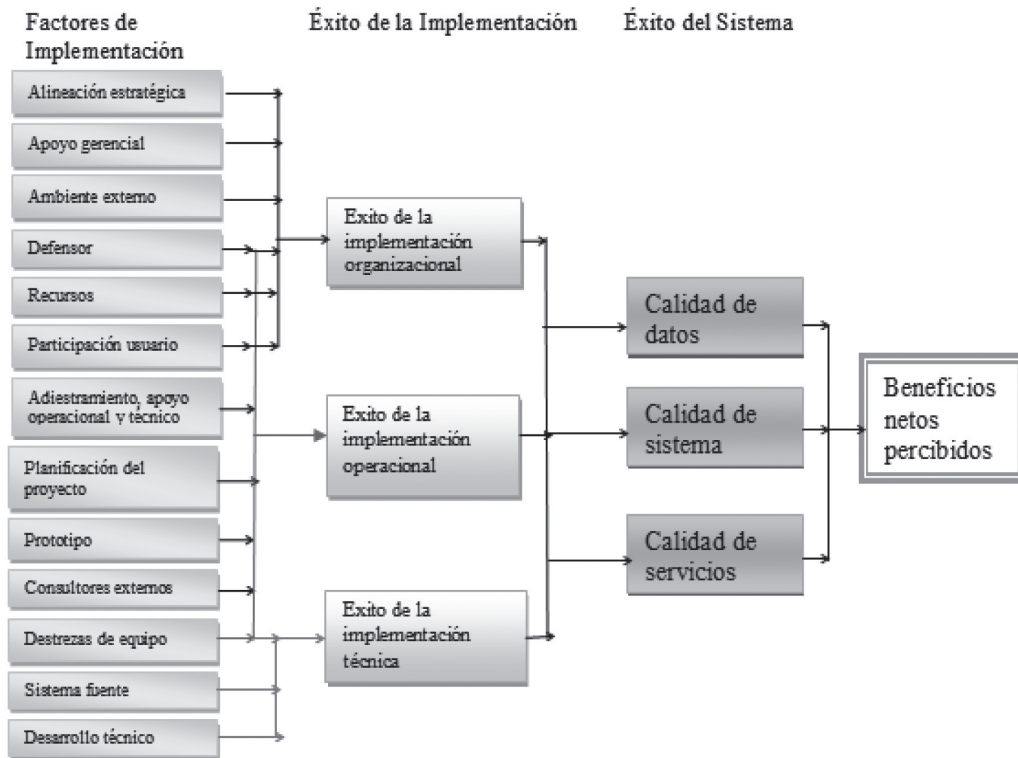 Factores de
Implementación
Éxito de la Implementación
Éxito del Sistema
Alineación estratégica
Apoyo gerencial
Ambiente externo
Defensor
Recursos
Participación usuario
Adiestramiento, apoyo
operacional y técnico
Planificación del
proyecto
Prototipo
Consultores externos
Destrezas de equipo
Sistema fuente
Desarrollo técnico
Exito de la
implementación
organizacional
Exito de la
implementación
operacional
Exito de la
implementación
técnica
Calidad de
datos
Calidad de
sistema
Calidad de
servicios
Beneficios
netos
percibidos